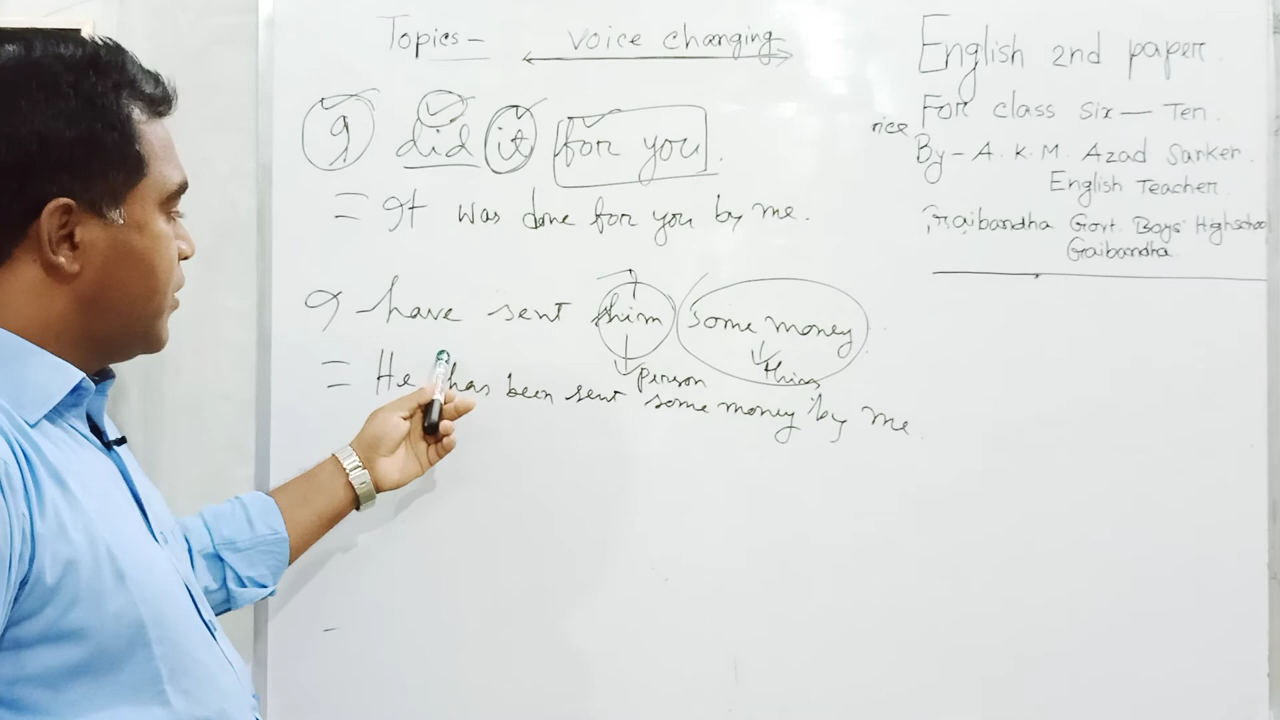 Topics - voice changing
I did it for you.
= It was done for you by me.
I have sent him some money
person thing
= He has been sent some money by me
English 2nd paper.
For class six — Ten.
By - A. K. M. Azad Sarker.
English Teacher
Gaibandha Govt. Boys' High school
Gaibandha.